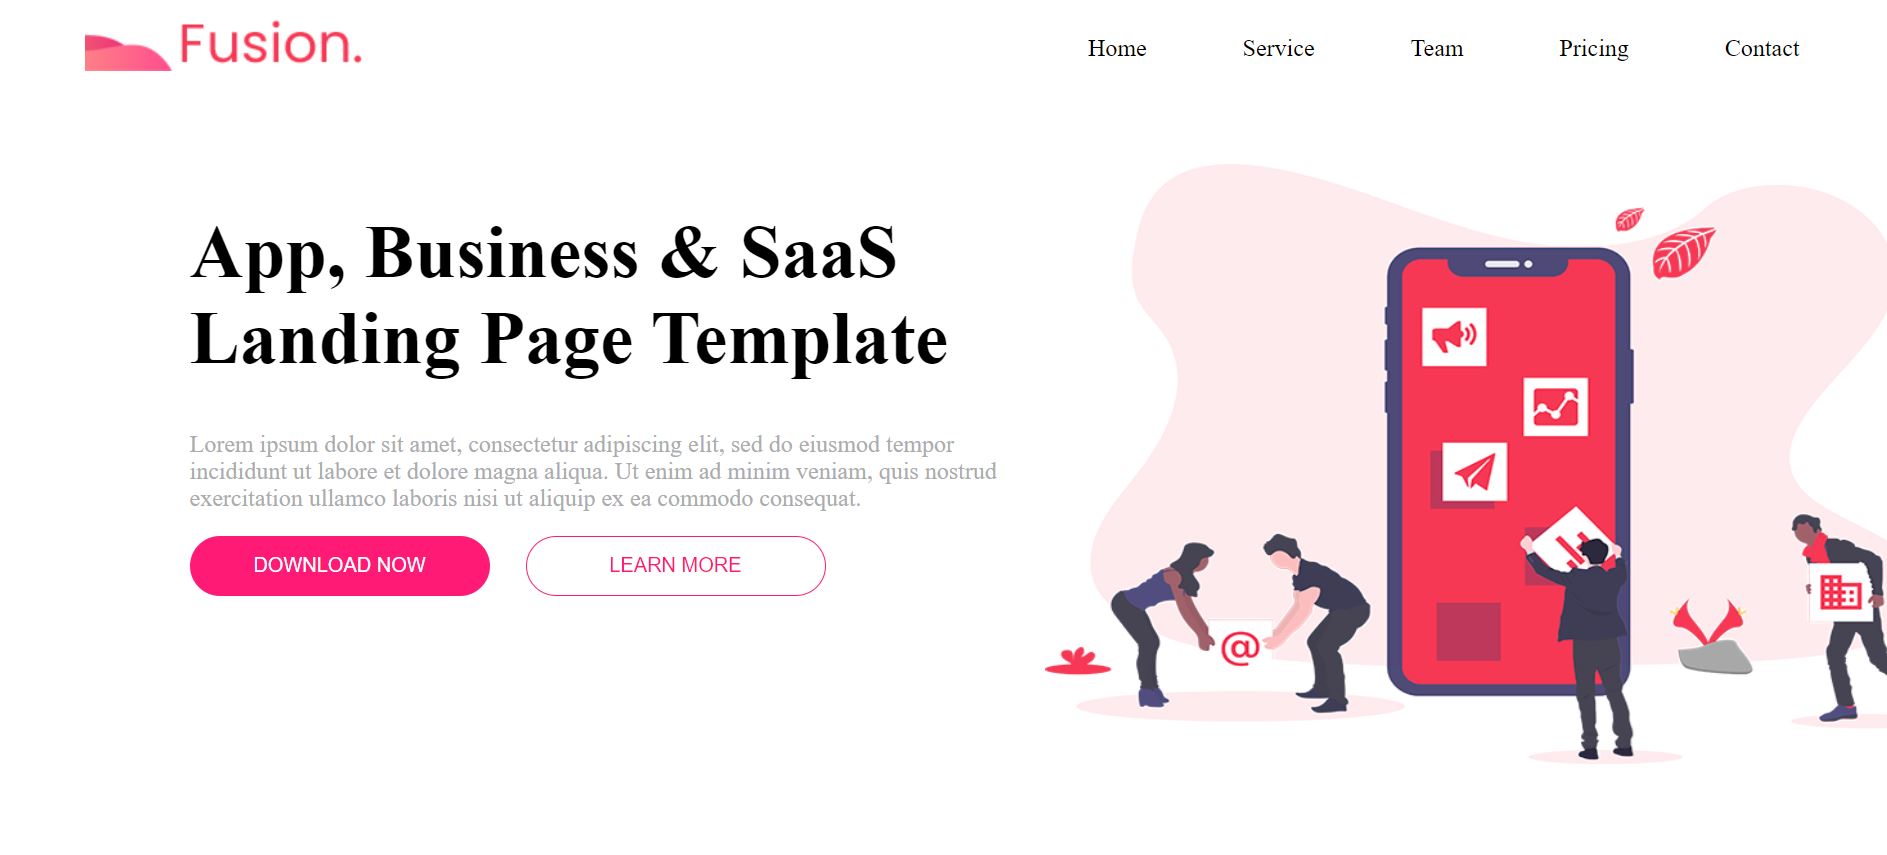 Fusion.
Home Service Team Pricing Contact
App, Business & SaaS
Landing Page Template
Lorem ipsum dolor sit amet, consectetur adipiscing elit, sed do eiusmod tempor
incididunt ut labore et dolore magna aliqua. Ut enim ad minim veniam, quis nostrud
exercitation ullamco laboris nisi ut aliquip ex ea commodo consequat.
DOWNLOAD NOW LEARN MORE
@